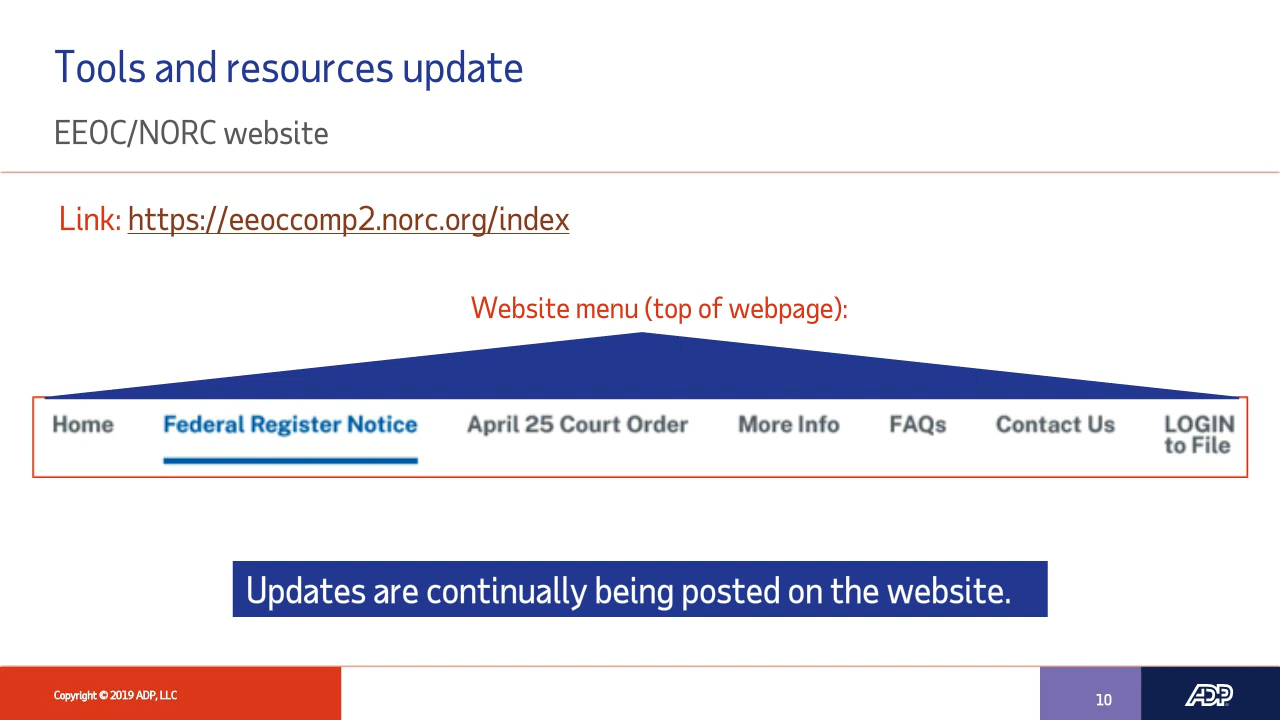 Tools and resources update
EEOC/NORC website
Link: https://eeoccomp2.norc.org/index
Website menu (top of webpage):
Home Federal Register Notice April 25 Court Order More Info FAQs Contact Us LOGIN
to File
Updates are continually being posted on the website.
Copyright © 2019 ADP, LLC
10
ADP